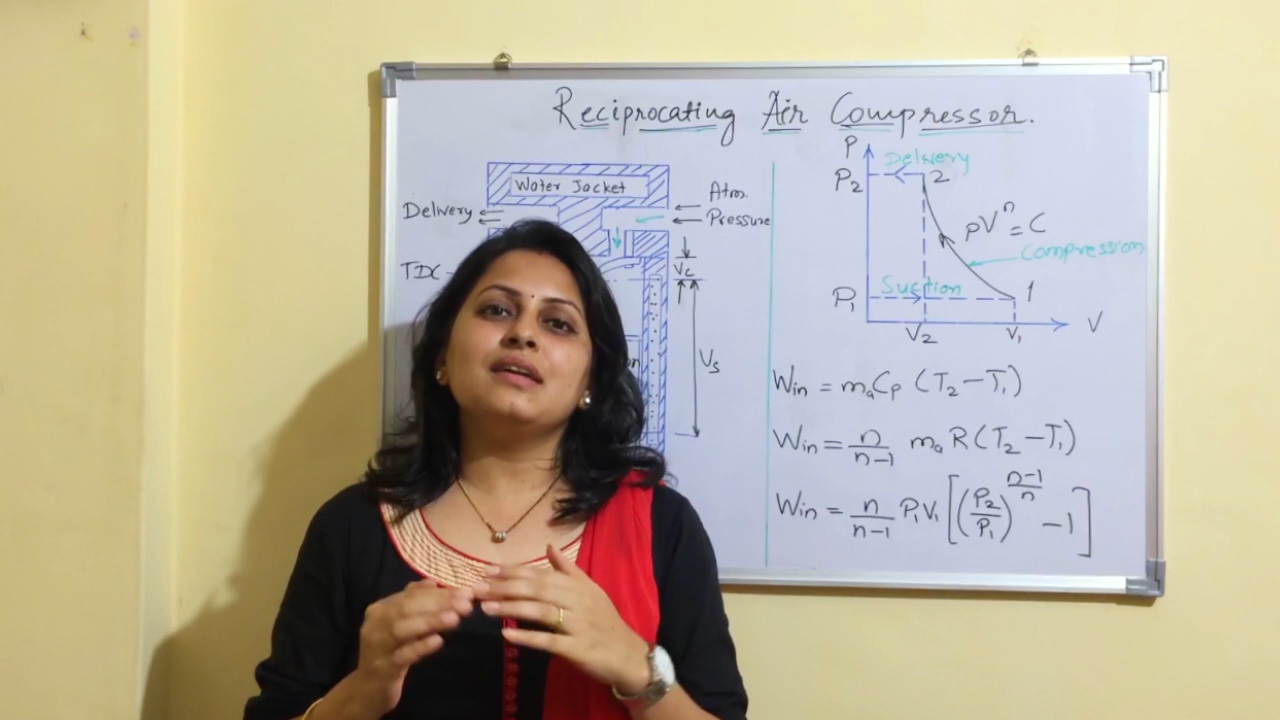 Reciprocating Air Compressor.
Water Jacket
Delivery
Atm.
Pressure
TDC
Vc
Vs
P
Delivery
P2
2
pVⁿ = C
Compression
Suction
P1
1
V2
V1
V
Win = maCp (T2 − T1)
Win = n/n−1 ma R (T2 − T1)
Win = n/n−1 P1V1 [(P2/P1)^(n−1/n) − 1]